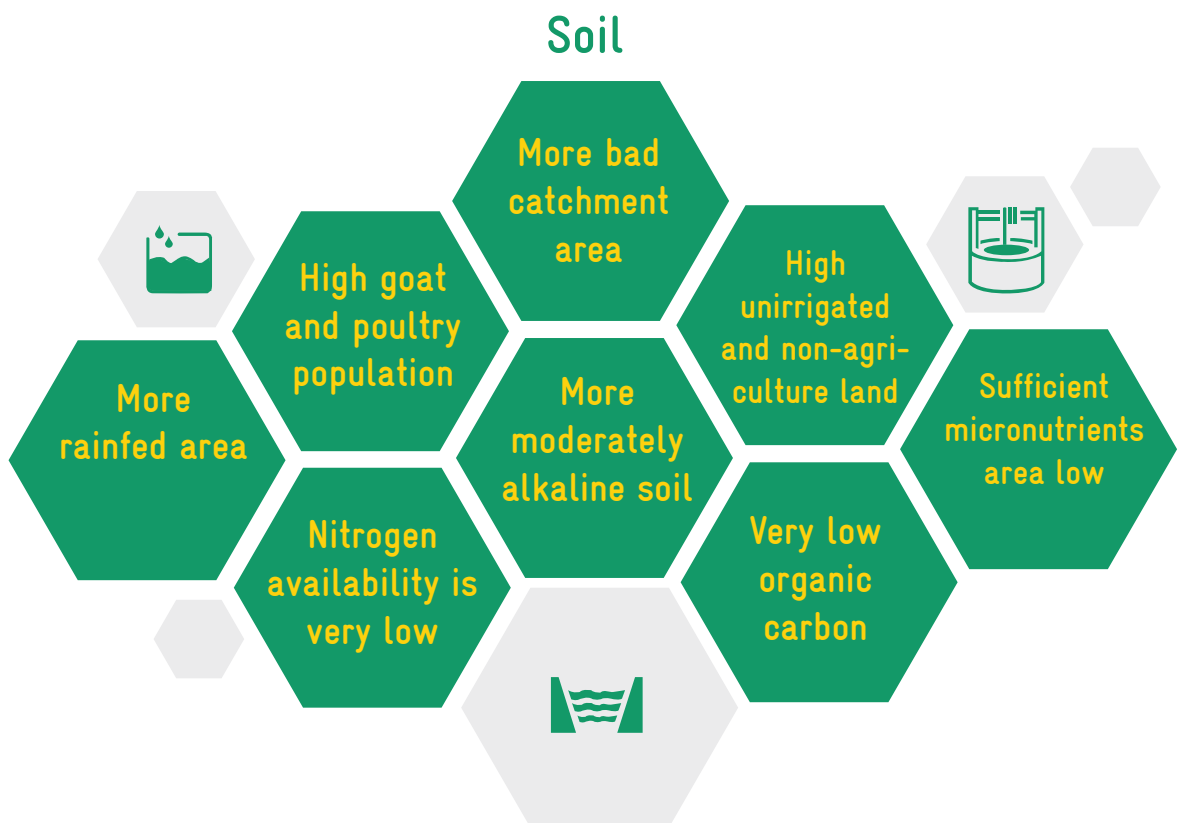 Soil
More bad
catchment
area
High goat
and poultry
population
High
unirrigated
and non-agri-
culture land
More
rainfed area
More
moderately
alkaline soil
Sufficient
micronutrients
area low
Nitrogen
availability is
very low
Very low
organic
carbon